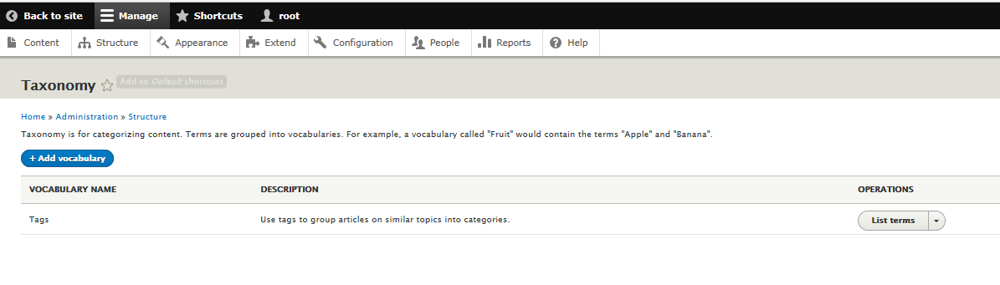 Back to site Manage Shortcuts root
Content Structure Appearance Extend Configuration People Reports Help
Taxonomy Add to Default shortcuts
Home » Administration » Structure
Taxonomy is for categorizing content. Terms are grouped into vocabularies. For example, a vocabulary called "Fruit" would contain the terms "Apple" and "Banana".
+ Add vocabulary
VOCABULARY NAME DESCRIPTION OPERATIONS
Tags Use tags to group articles on similar topics into categories. List terms